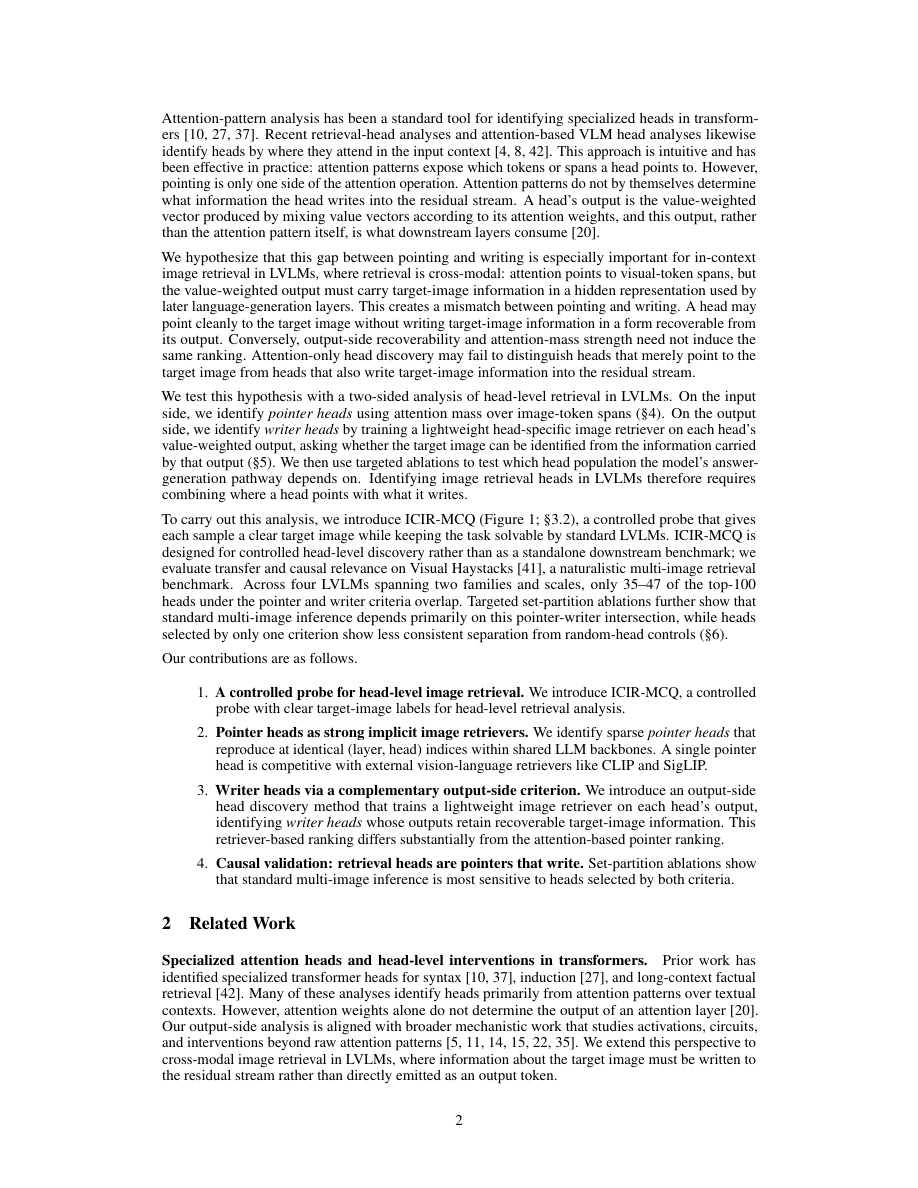 Attention-pattern analysis has been a standard tool for identifying specialized heads in transform-
ers [10, 27, 37]. Recent retrieval-head analyses and attention-based VLM head analyses likewise
identify heads by where they attend in the input context [4, 8, 42]. This approach is intuitive and has
been effective in practice: attention patterns expose which tokens or spans a head points to. However,
pointing is only one side of the attention operation. Attention patterns do not by themselves determine
what information the head writes into the residual stream. A head's output is the value-weighted
vector produced by mixing value vectors according to its attention weights, and this output, rather
than the attention pattern itself, is what downstream layers consume [20].
We hypothesize that this gap between pointing and writing is especially important for in-context
image retrieval in LVLMs, where retrieval is cross-modal: attention points to visual-token spans, but
the value-weighted output must carry target-image information in a hidden representation used by
later language-generation layers. This creates a mismatch between pointing and writing. A head may
point cleanly to the target image without writing target-image information in a form recoverable from
its output. Conversely, output-side recoverability and attention-mass strength need not induce the
same ranking. Attention-only head discovery may fail to distinguish heads that merely point to the
target image from heads that also write target-image information into the residual stream.
We test this hypothesis with a two-sided analysis of head-level retrieval in LVLMs. On the input
side, we identify pointer heads using attention mass over image-token spans (§4). On the output
side, we identify writer heads by training a lightweight head-specific image retriever on each head's
value-weighted output, asking whether the target image can be identified from the information carried
by that output (§5). We then use targeted ablations to test which head population the model's answer-
generation pathway depends on. Identifying image retrieval heads in LVLMs therefore requires
combining where a head points with what it writes.
To carry out this analysis, we introduce ICIR-MCQ (Figure 1; §3.2), a controlled probe that gives
each sample a clear target image while keeping the task solvable by standard LVLMs. ICIR-MCQ is
designed for controlled head-level discovery rather than as a standalone downstream benchmark; we
evaluate transfer and causal relevance on Visual Haystacks [41], a naturalistic multi-image retrieval
benchmark. Across four LVLMs spanning two families and scales, only 35–47 of the top-100
heads under the pointer and writer criteria overlap. Targeted set-partition ablations further show that
standard multi-image inference depends primarily on this pointer-writer intersection, while heads
selected by only one criterion show less consistent separation from random-head controls (§6).
Our contributions are as follows.
1. A controlled probe for head-level image retrieval. We introduce ICIR-MCQ, a controlled
probe with clear target-image labels for head-level retrieval analysis.
2. Pointer heads as strong implicit image retrievers. We identify sparse pointer heads that
reproduce at identical (layer, head) indices within shared LLM backbones. A single pointer
head is competitive with external vision-language retrievers like CLIP and SigLIP.
3. Writer heads via a complementary output-side criterion. We introduce an output-side
head discovery method that trains a lightweight image retriever on each head's output,
identifying writer heads whose outputs retain recoverable target-image information. This
retriever-based ranking differs substantially from the attention-based pointer ranking.
4. Causal validation: retrieval heads are pointers that write. Set-partition ablations show
that standard multi-image inference is most sensitive to heads selected by both criteria.
2 Related Work
Specialized attention heads and head-level interventions in transformers. Prior work has
identified specialized transformer heads for syntax [10, 37], induction [27], and long-context factual
retrieval [42]. Many of these analyses identify heads primarily from attention patterns over textual
contexts. However, attention weights alone do not determine the output of an attention layer [20].
Our output-side analysis is aligned with broader mechanistic work that studies activations, circuits,
and interventions beyond raw attention patterns [5, 11, 14, 15, 22, 35]. We extend this perspective to
cross-modal image retrieval in LVLMs, where information about the target image must be written to
the residual stream rather than directly emitted as an output token.
2